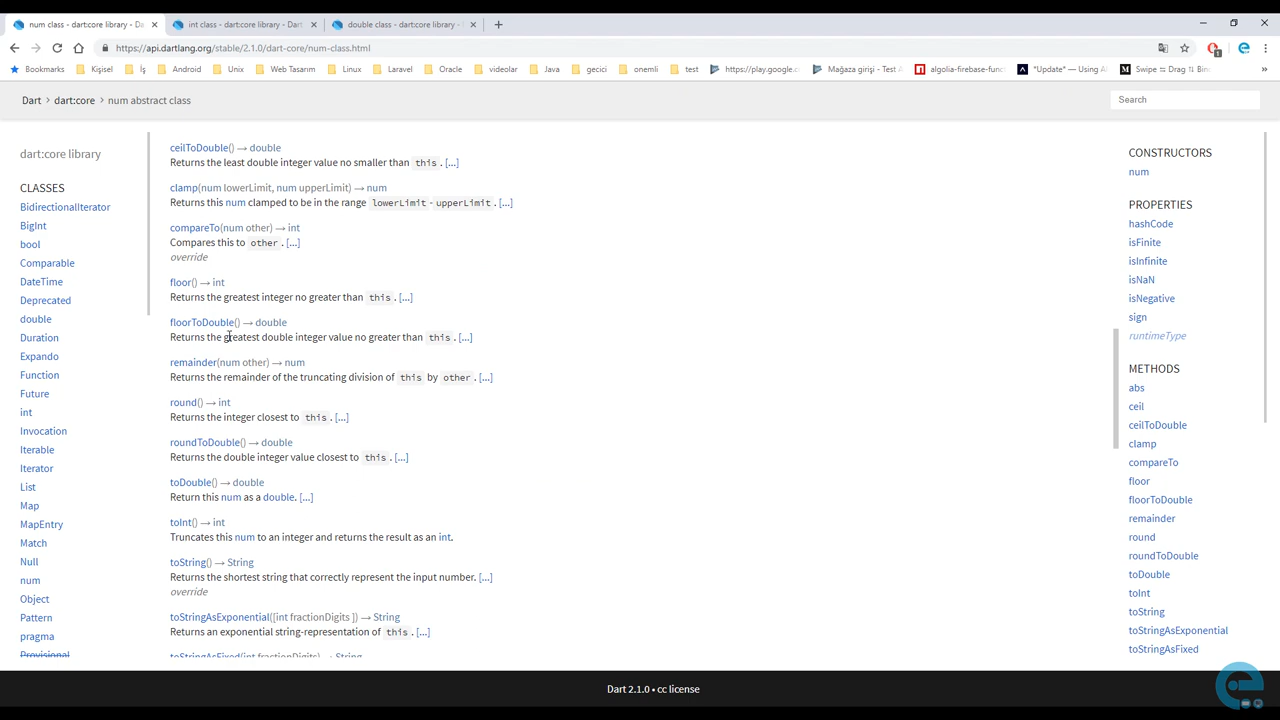 num class - dart:core library - Da
int class - dart:core library - Dart
double class - dart:core library -
https://api.dartlang.org/stable/2.1.0/dart-core/num-class.html
Bookmarks
Kişisel
İş
Android
Unix
Web Tasarım
Linux
Laravel
Oracle
videolar
Java
gecici
onemli
test
https://play.google.c
Mağaza girişi - Test A
algolia-firebase-func
*Update* — Using Al
Swipe ⇆ Drag ⇅ Bin
»
Dart > dart:core > num abstract class
Search
dart:core library
CLASSES
BidirectionalIterator
BigInt
bool
Comparable
DateTime
Deprecated
double
Duration
Expando
Function
Future
int
Invocation
Iterable
Iterator
List
Map
MapEntry
Match
Null
num
Object
Pattern
pragma
Provisional
ceilToDouble() → double
Returns the least double integer value no smaller than this. [...]
clamp(num lowerLimit, num upperLimit) → num
Returns this num clamped to be in the range lowerLimit-upperLimit. [...]
compareTo(num other) → int
Compares this to other. [...]
override
floor() → int
Returns the greatest integer no greater than this. [...]
floorToDouble() → double
Returns the greatest double integer value no greater than this. [...]
remainder(num other) → num
Returns the remainder of the truncating division of this by other. [...]
round() → int
Returns the integer closest to this. [...]
roundToDouble() → double
Returns the double integer value closest to this. [...]
toDouble() → double
Return this num as a double. [...]
toInt() → int
Truncates this num to an integer and returns the result as an int.
toString() → String
Returns the shortest string that correctly represent the input number. [...]
override
toStringAsExponential([int fractionDigits ]) → String
Returns an exponential string-representation of this. [...]
toStringAsFixed(int fractionDigits) → String
CONSTRUCTORS
num
PROPERTIES
hashCode
isFinite
isInfinite
isNaN
isNegative
sign
runtimeType
METHODS
abs
ceil
ceilToDouble
clamp
compareTo
floor
floorToDouble
remainder
round
roundToDouble
toDouble
toInt
toString
toStringAsExponential
toStringAsFixed
Dart 2.1.0 • cc license